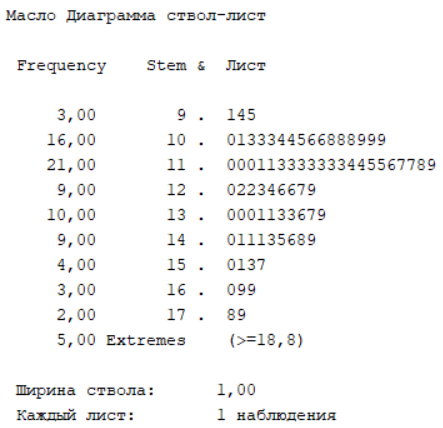 Масло Диаграмма ствол-лист
Frequency Stem & Лист
3,00 9 . 145
16,00 10 . 0133344566888999
21,00 11 . 000113333333445567789
9,00 12 . 022346679
10,00 13 . 0001133679
9,00 14 . 011135689
4,00 15 . 0137
3,00 16 . 099
2,00 17 . 89
5,00 Extremes (>=18,8)
Ширина ствола: 1,00
Каждый лист: 1 наблюдения